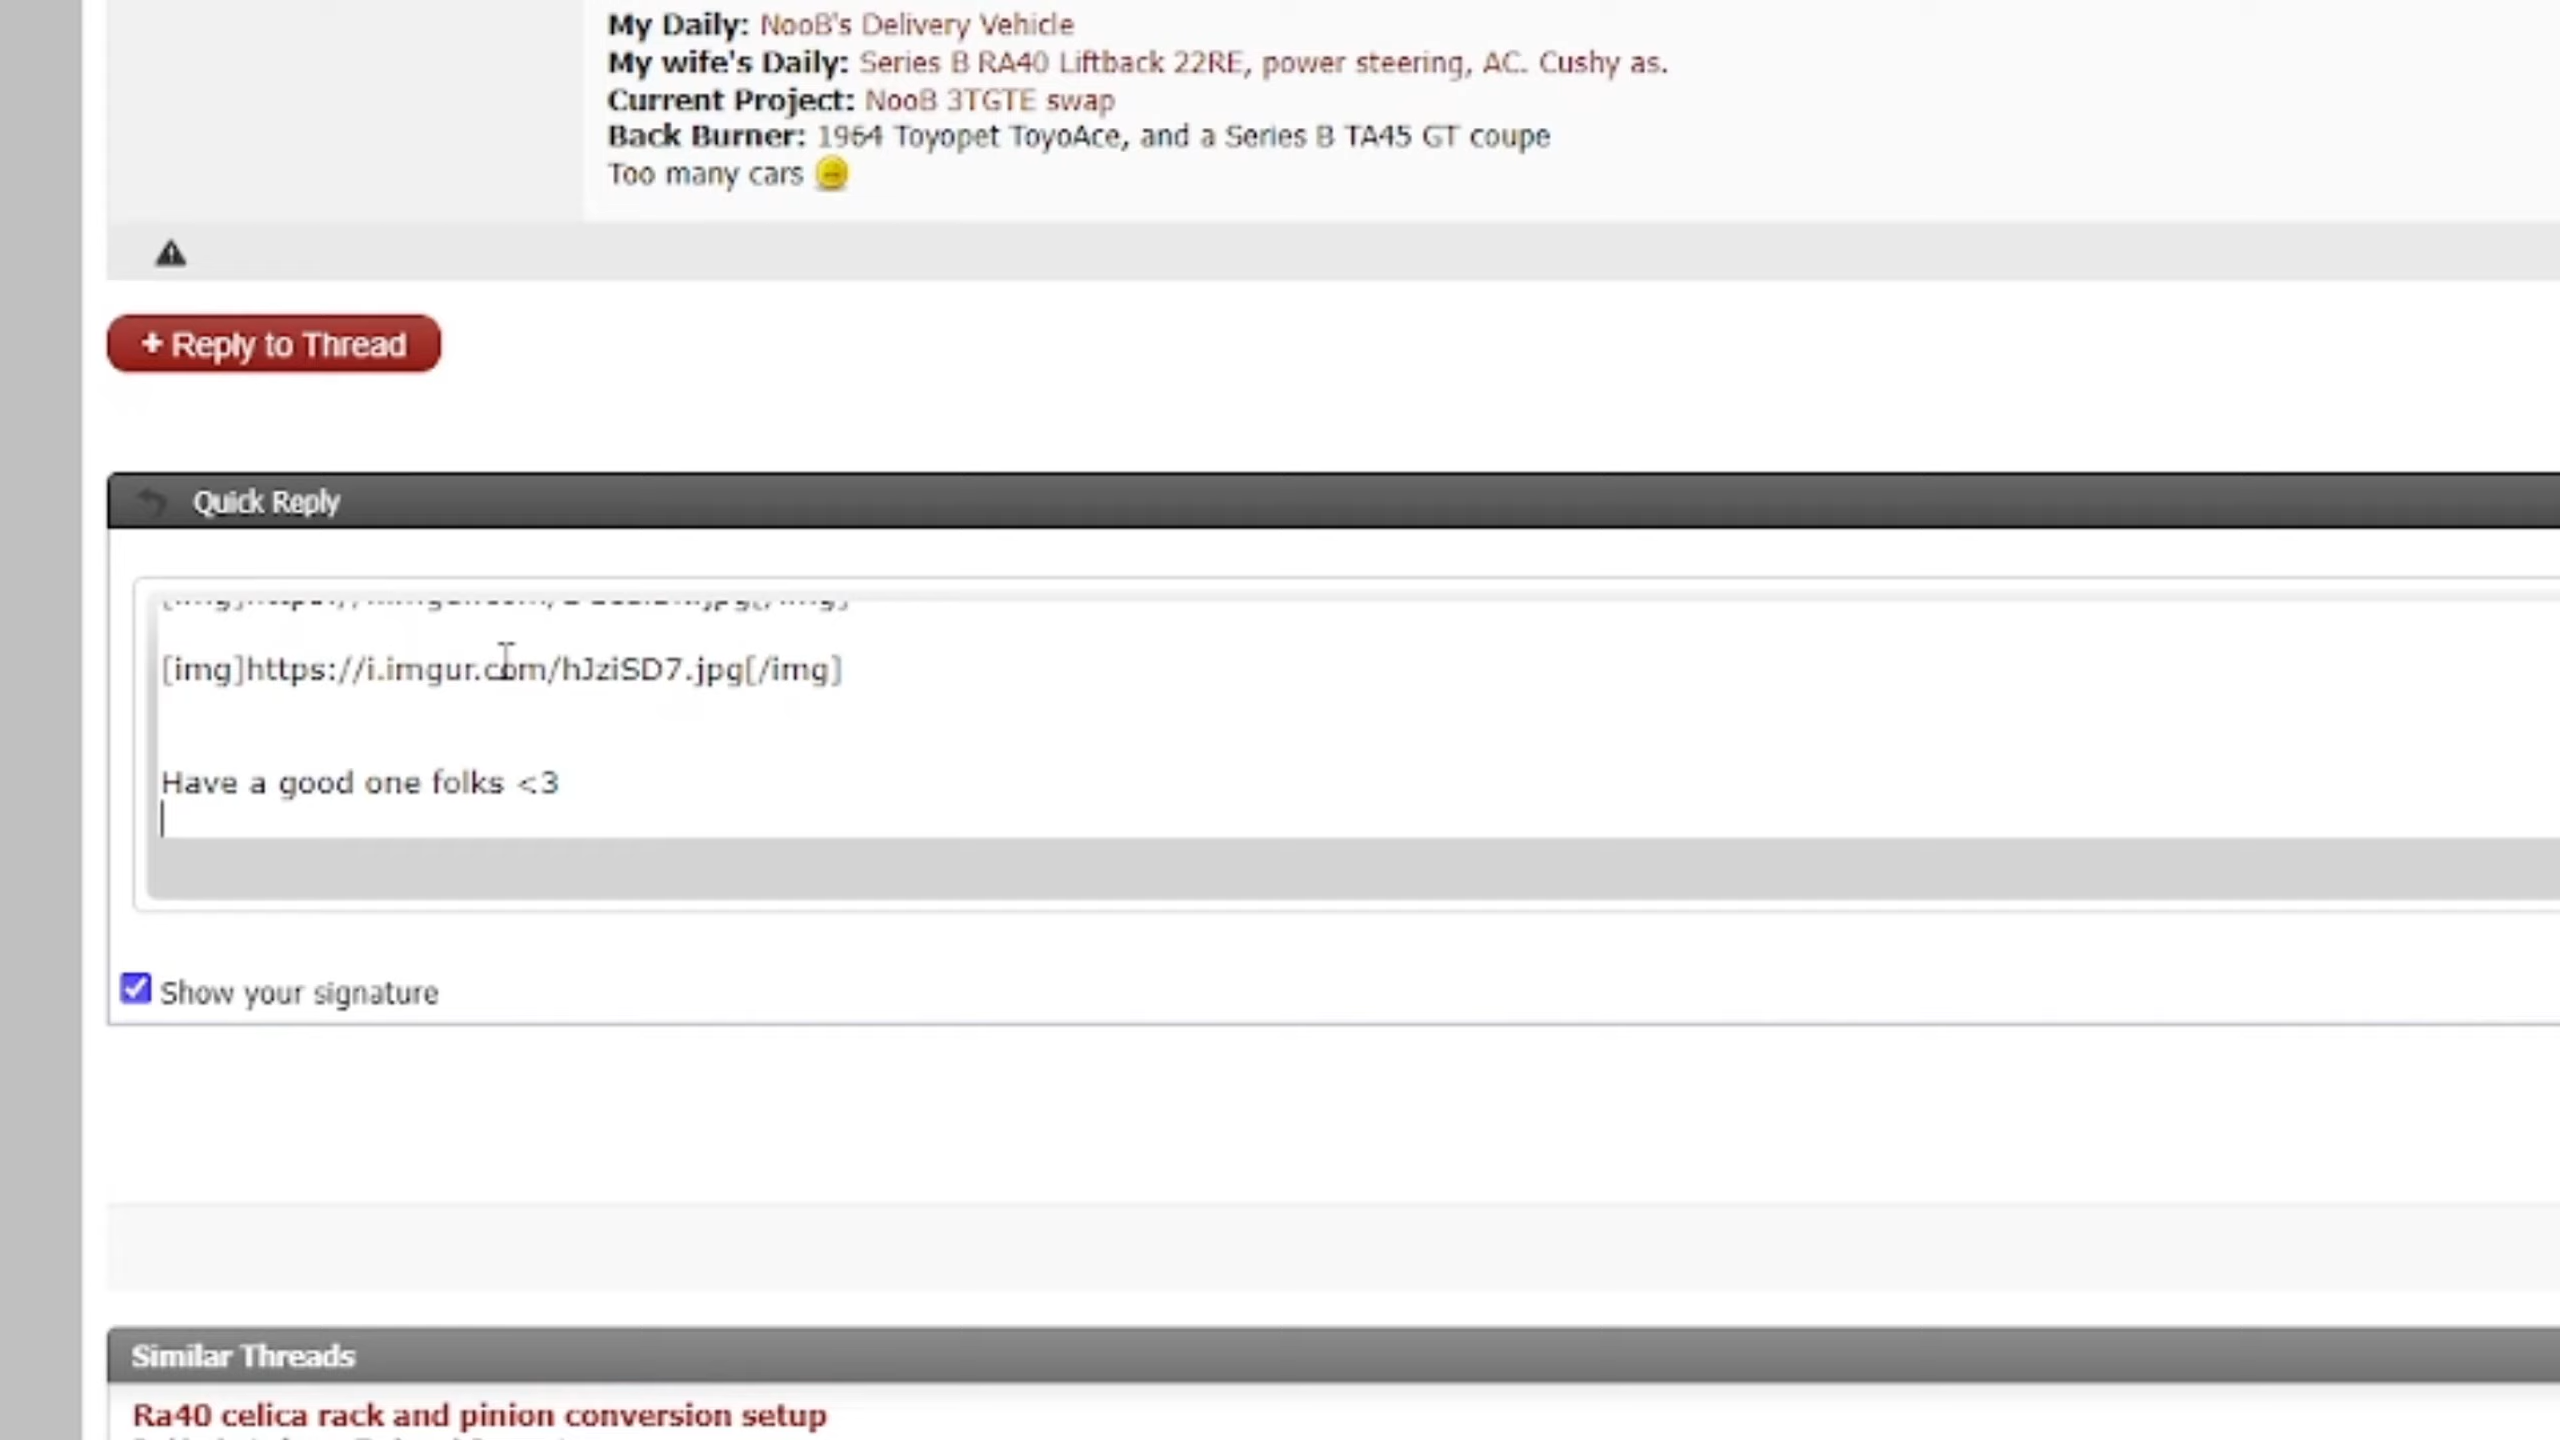 My Daily: NooB's Delivery Vehicle
My wife's Daily: Series B RA40 Liftback 22RE, power steering, AC. Cushy as.
Current Project: NooB 3TGTE swap
Back Burner: 1964 Toyopet ToyoAce, and a Series B TA45 GT coupe
Too many cars
+ Reply to Thread
Quick Reply
[img]https://i.imgur.com/hJziSD7.jpg[/img]
Have a good one folks <3
Show your signature
Similar Threads
Ra40 celica rack and pinion conversion setup